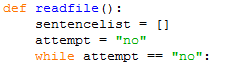 def readfile():
    sentencelist = []
    attempt = "no"
    while attempt == "no":